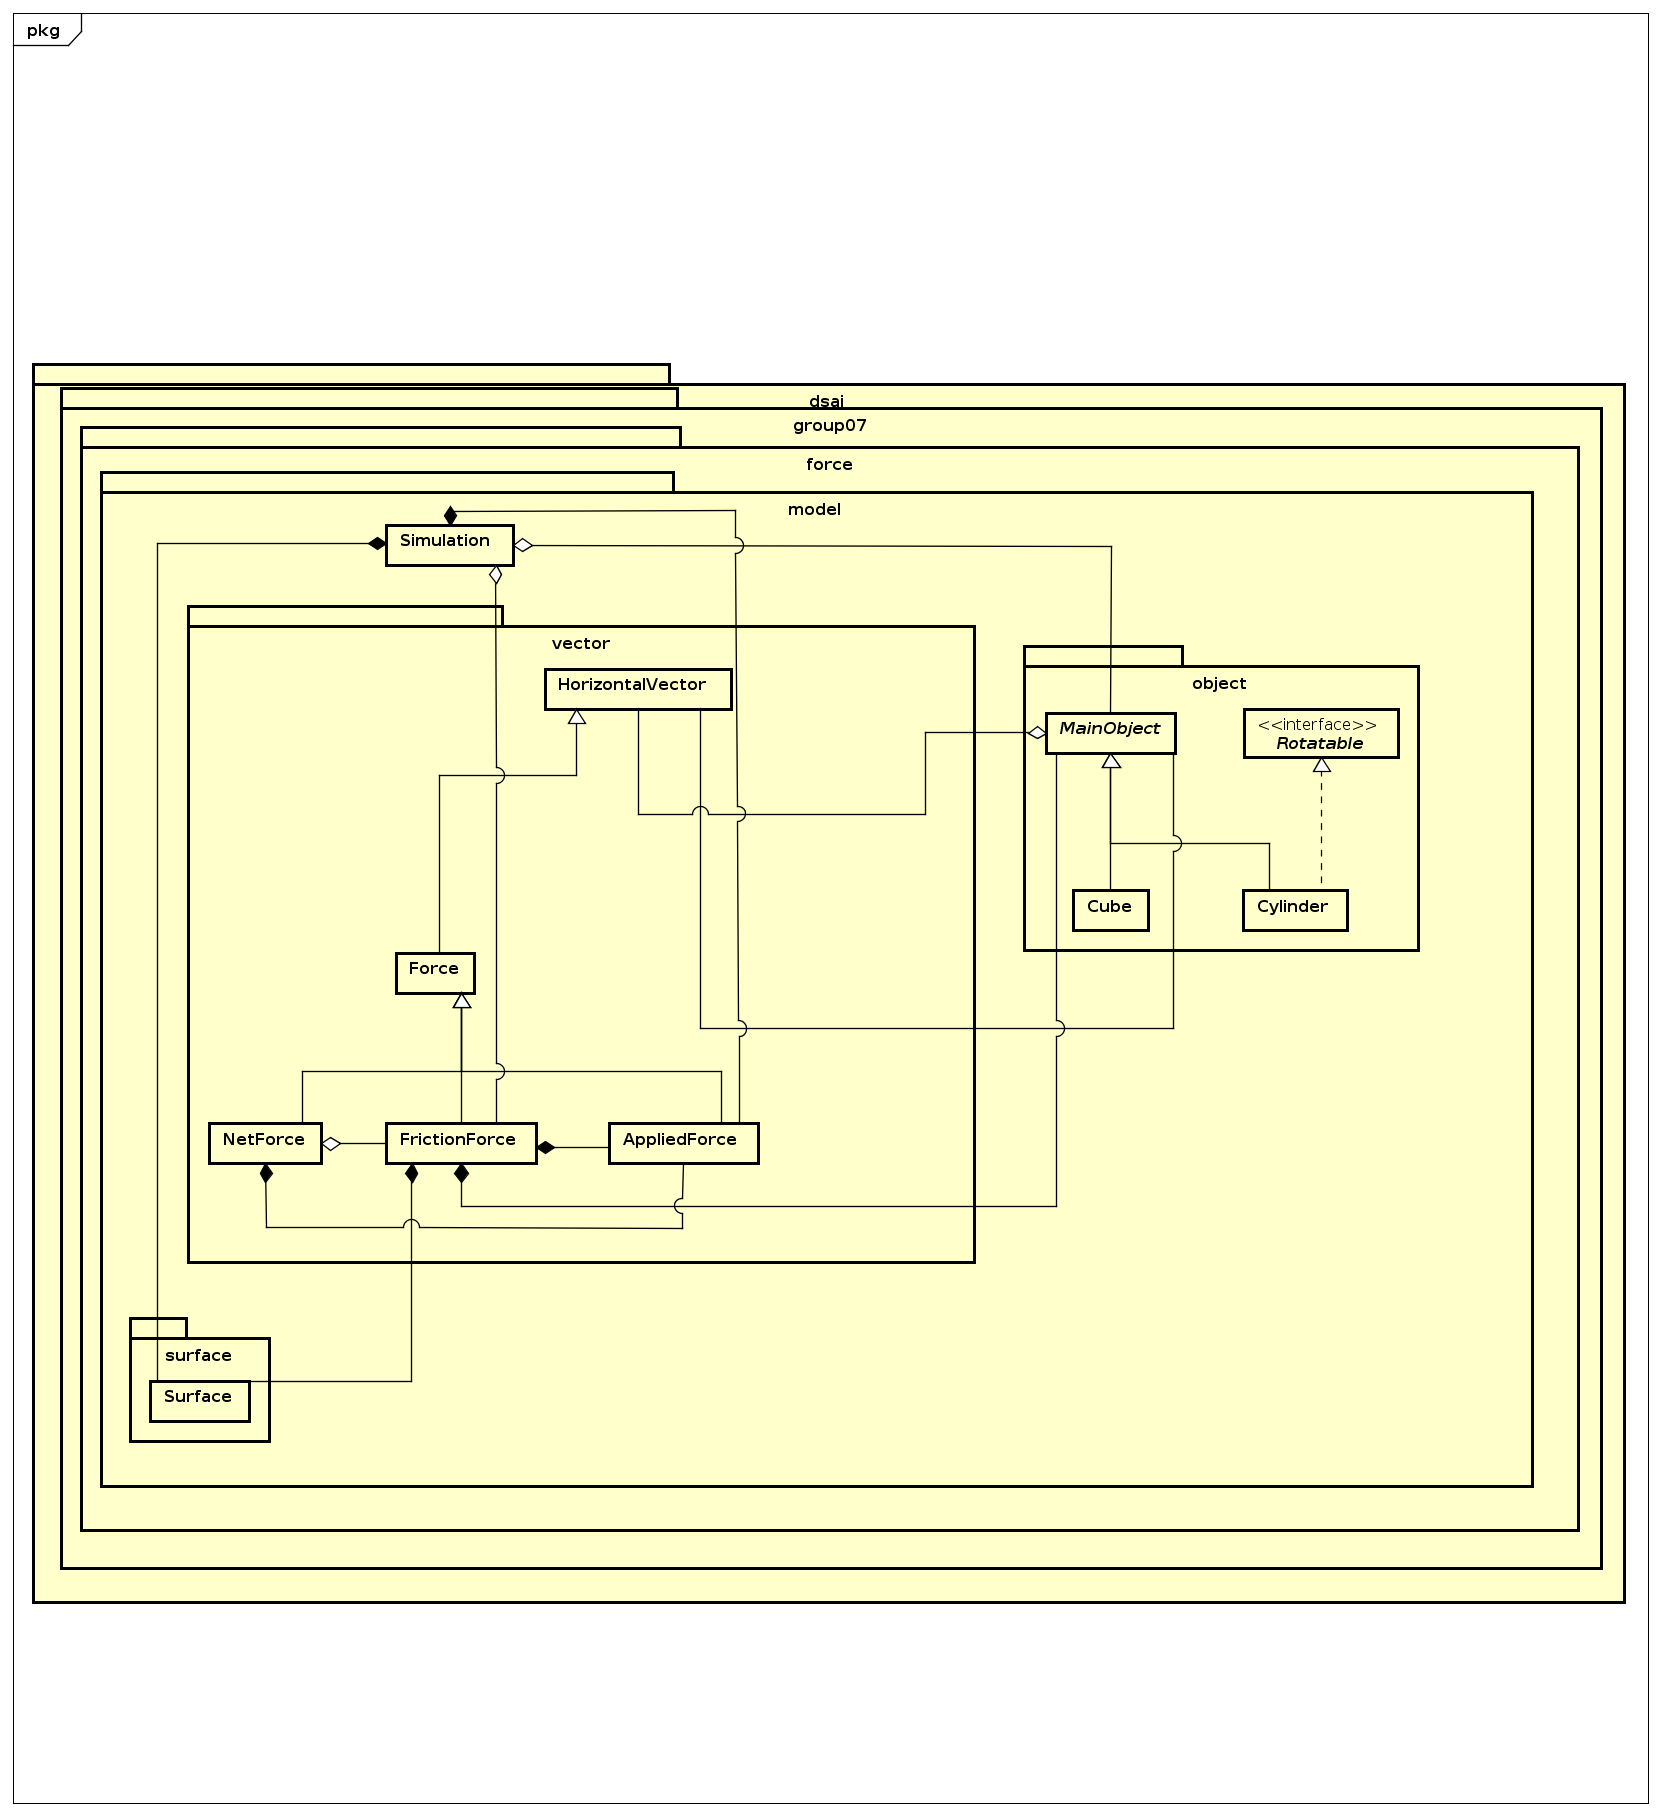 pkg
dsai
group07
force
model
Simulation
vector
HorizontalVector
object
MainObject
<<interface>>
Rotatable
Cube
Cylinder
Force
NetForce
FrictionForce
AppliedForce
surface
Surface